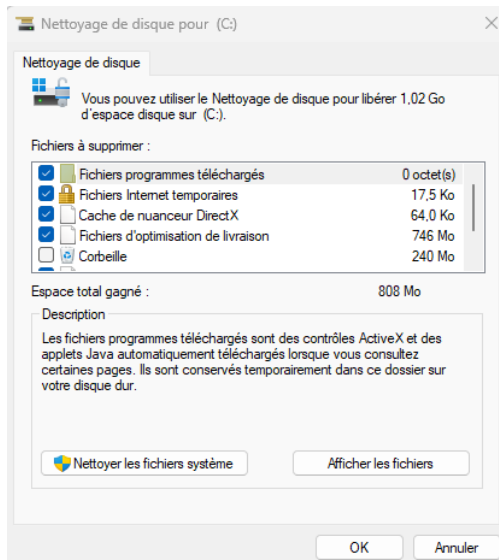 Nettoyage de disque pour (C:)
Nettoyage de disque
Vous pouvez utiliser le Nettoyage de disque pour libérer 1,02 Go
d'espace disque sur (C:).
Fichiers à supprimer :
Fichiers programmes téléchargés 0 octet(s)
Fichiers Internet temporaires 17,5 Ko
Cache de nuanceur DirectX 64,0 Ko
Fichiers d'optimisation de livraison 746 Mo
Corbeille 240 Mo
Espace total gagné : 808 Mo
Description
Les fichiers programmes téléchargés sont des contrôles ActiveX et des
applets Java automatiquement téléchargés lorsque vous consultez
certaines pages. Ils sont conservés temporairement dans ce dossier sur
votre disque dur.
Nettoyer les fichiers système Afficher les fichiers
OK Annuler